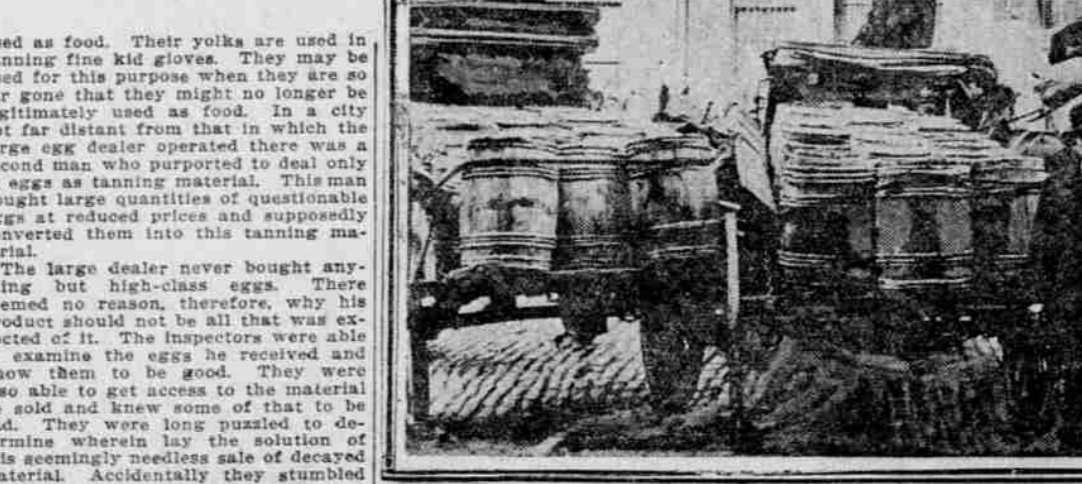 ed as food. Their yolks are used in
nning fine kid gloves. They may be
ed for this purpose when they are so
r gone that they might no longer be
gitimately used as food. In a city
ot far distant from that in which the
rge egg dealer operated there was a
cond man who purported to deal only
eggs as tanning material. This man
ought large quantities of questionable
ggs at reduced prices and supposedly
nverted them into this tanning ma-
rial.
The large dealer never bought any-
ing but high-class eggs. There
emed no reason, therefore, why his
roduct should not be all that was ex-
ected of it. The inspectors were able
examine the eggs he received and
now them to be good. They were
so able to get access to the material
e sold and knew some of that to be
d. They were long puzzled to de-
rmine wherein lay the solution of
is seemingly needless sale of decayed
aterial. Accidentally they stumbled